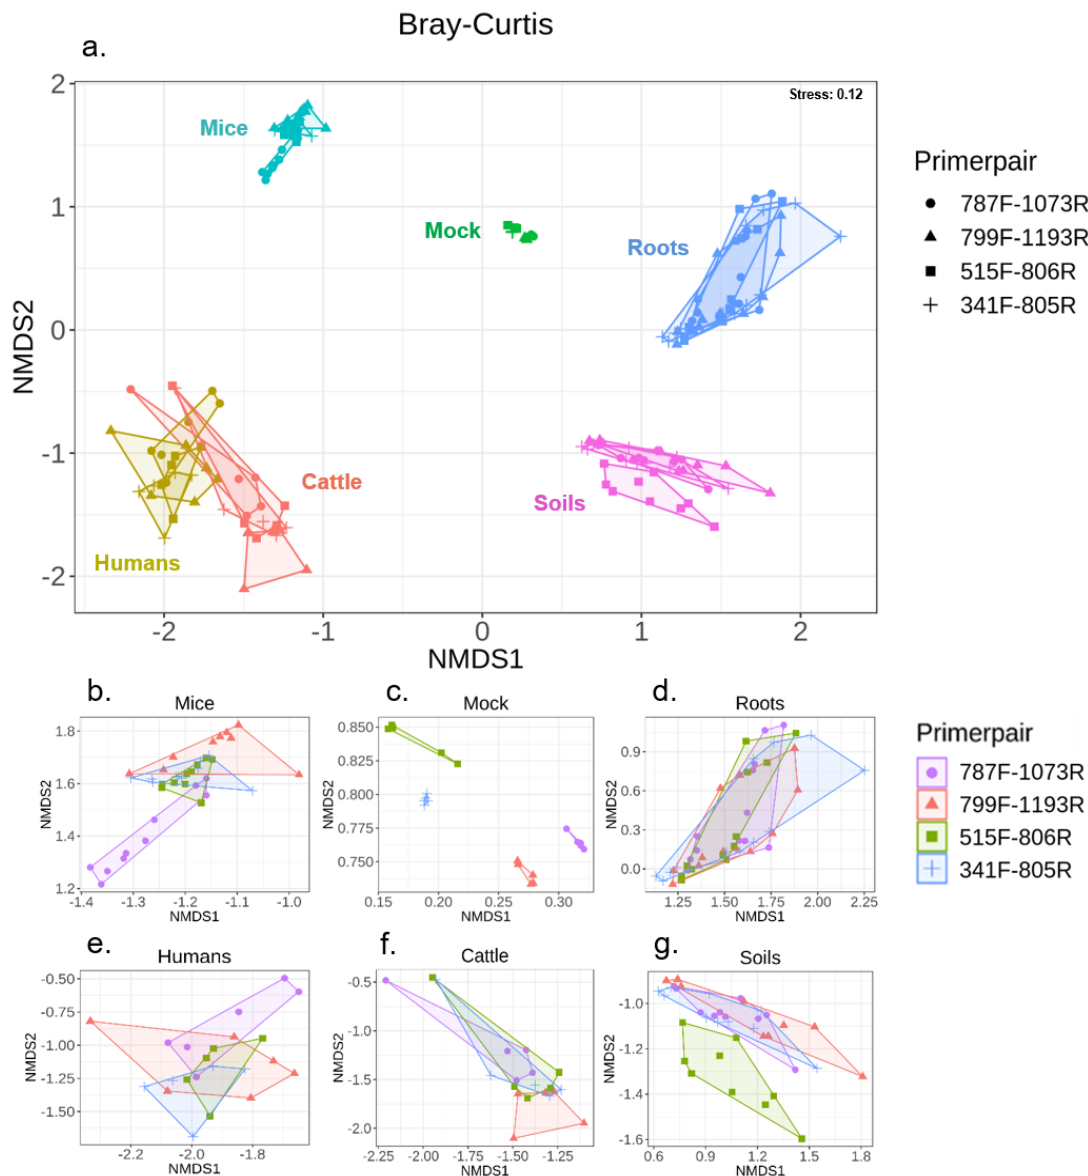 Bray-Curtis
a.
Stress: 0.12
Mice
Mock
Roots
Cattle
Soils
Humans
2
1
0
-1
-2
NMDS2
-2
-1
0
1
2
NMDS1
Primerpair
787F-1073R
799F-1193R
515F-806R
341F-805R
b.
Mice
1.8
1.6
1.4
1.2
NMDS2
-1.4
-1.3
-1.2
-1.1
-1.0
NMDS1
c.
Mock
0.850
0.825
0.800
0.775
0.750
NMDS2
0.15
0.20
0.25
0.30
NMDS1
d.
Roots
0.9
0.6
0.3
0.0
NMDS2
1.25
1.50
1.75
2.00
2.25
NMDS1
Primerpair
787F-1073R
799F-1193R
515F-806R
341F-805R
e.
Humans
-0.50
-0.75
-1.00
-1.25
-1.50
NMDS2
-2.2
-2.0
-1.8
NMDS1
f.
Cattle
-0.5
-1.0
-1.5
-2.0
NMDS2
-2.25
-2.00
-1.75
-1.50
-1.25
NMDS1
g.
Soils
-1.0
-1.2
-1.4
-1.6
NMDS2
0.6
0.9
1.2
1.5
1.8
NMDS1